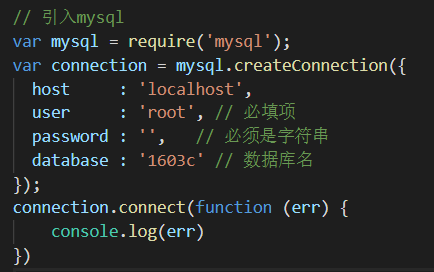 // 引入mysql
var mysql = require('mysql');
var connection = mysql.createConnection({
  host     : 'localhost',
  user     : 'root', // 必填项
  password : '',   // 必须是字符串
  database : '1603c' // 数据库名
});
connection.connect(function (err) {
    console.log(err)
})